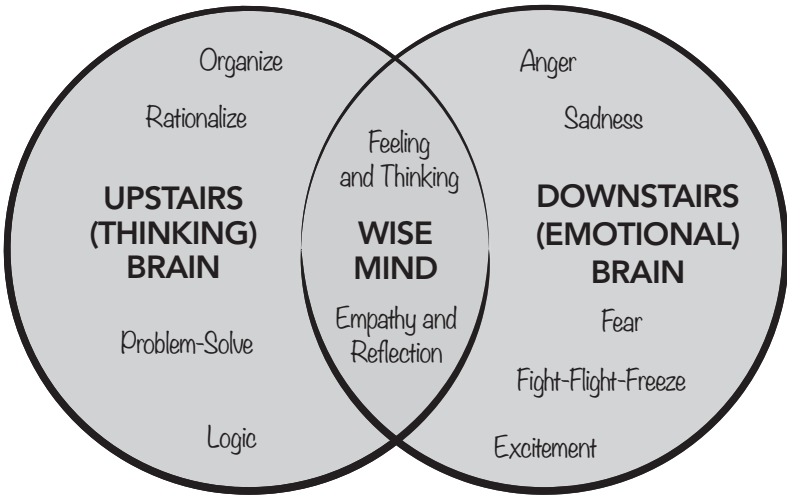 Organize
Rationalize
UPSTAIRS
(THINKING)
BRAIN
Problem-Solve
Logic
Feeling
and Thinking
WISE
MIND
Empathy and
Reflection
Anger
Sadness
DOWNSTAIRS
(EMOTIONAL)
BRAIN
Fear
Fight-Flight-Freeze
Excitement